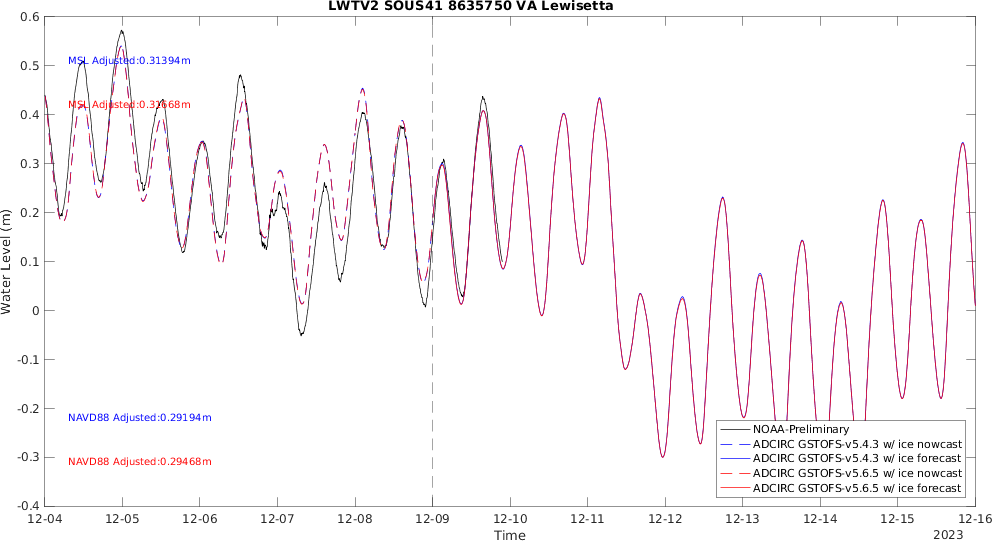 LWTV2 SOUS41 8635750 VA Lewisetta
0.6
0.5
0.4
0.3
0.2
0.1
0
-0.1
-0.2
-0.3
-0.4
Water Level (m)
MSL Adjusted:0.31394m
MSL Adjusted:0.31668m
NAVD88 Adjusted:0.29194m
NAVD88 Adjusted:0.29468m
NOAA-Preliminary
ADCIRC GSTOFS-v5.4.3 w/ ice nowcast
ADCIRC GSTOFS-v5.4.3 w/ ice forecast
ADCIRC GSTOFS-v5.6.5 w/ ice nowcast
ADCIRC GSTOFS-v5.6.5 w/ ice forecast
12-04 12-05 12-06 12-07 12-08 12-09 12-10 12-11 12-12 12-13 12-14 12-15 12-16
Time
2023